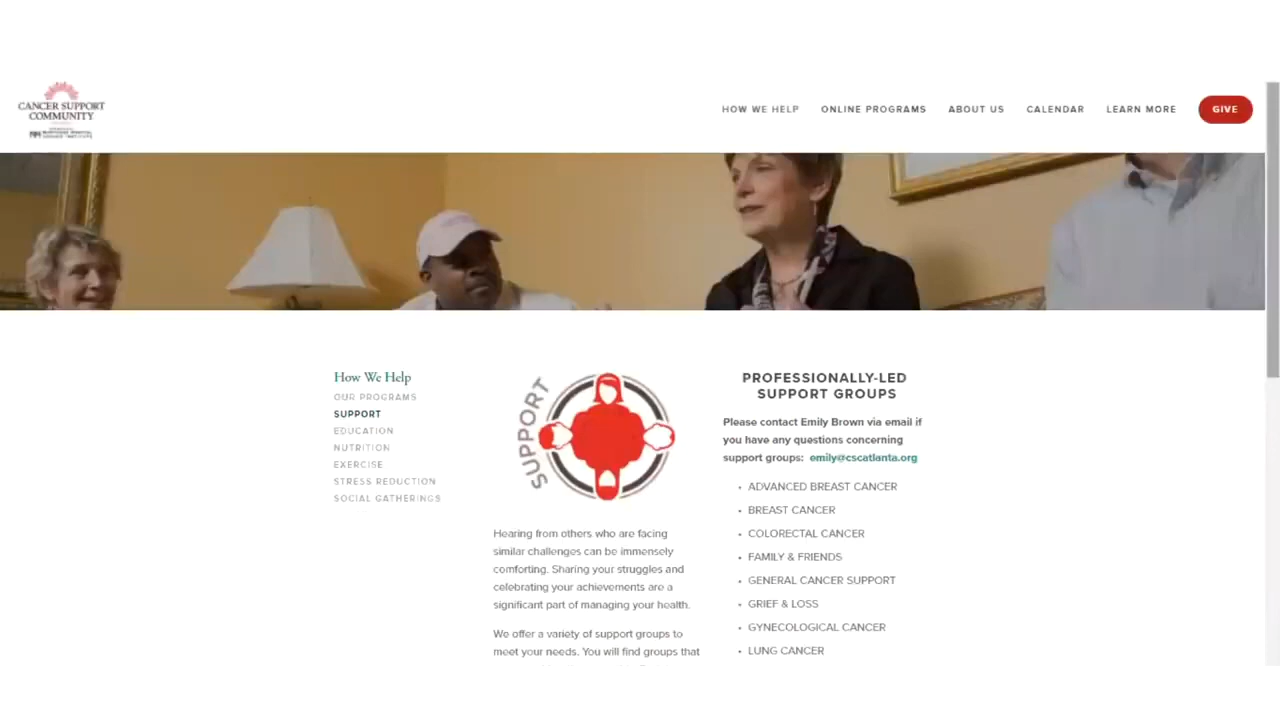 CANCER SUPPORT
COMMUNITY
HOW WE HELP
ONLINE PROGRAMS
ABOUT US
CALENDAR
LEARN MORE
GIVE
How We Help
OUR PROGRAMS
SUPPORT
EDUCATION
NUTRITION
EXERCISE
STRESS REDUCTION
SOCIAL GATHERINGS
SUPPORT
Hearing from others who are facing
similar challenges can be immensely
comforting. Sharing your struggles and
celebrating your achievements are a
significant part of managing your health.
We offer a variety of support groups to
meet your needs. You will find groups that
PROFESSIONALLY-LED
SUPPORT GROUPS
Please contact Emily Brown via email if
you have any questions concerning
support groups: emily@cscatlanta.org
• ADVANCED BREAST CANCER
• BREAST CANCER
• COLORECTAL CANCER
• FAMILY & FRIENDS
• GENERAL CANCER SUPPORT
• GRIEF & LOSS
• GYNECOLOGICAL CANCER
• LUNG CANCER